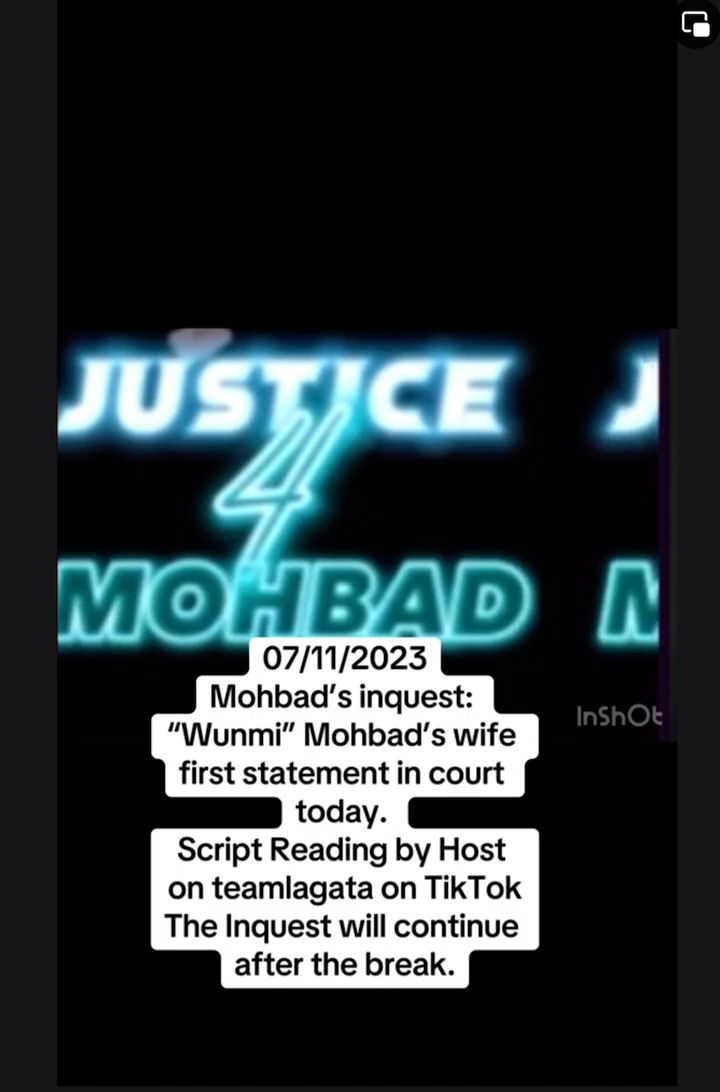 JUSTICE J
4
MOHBAD M
07/11/2023
Mohbad’s inquest:
“Wunmi” Mohbad’s wife
first statement in court
today.
Script Reading by Host
on teamlagata on TikTok
The Inquest will continue
after the break.
InShOt